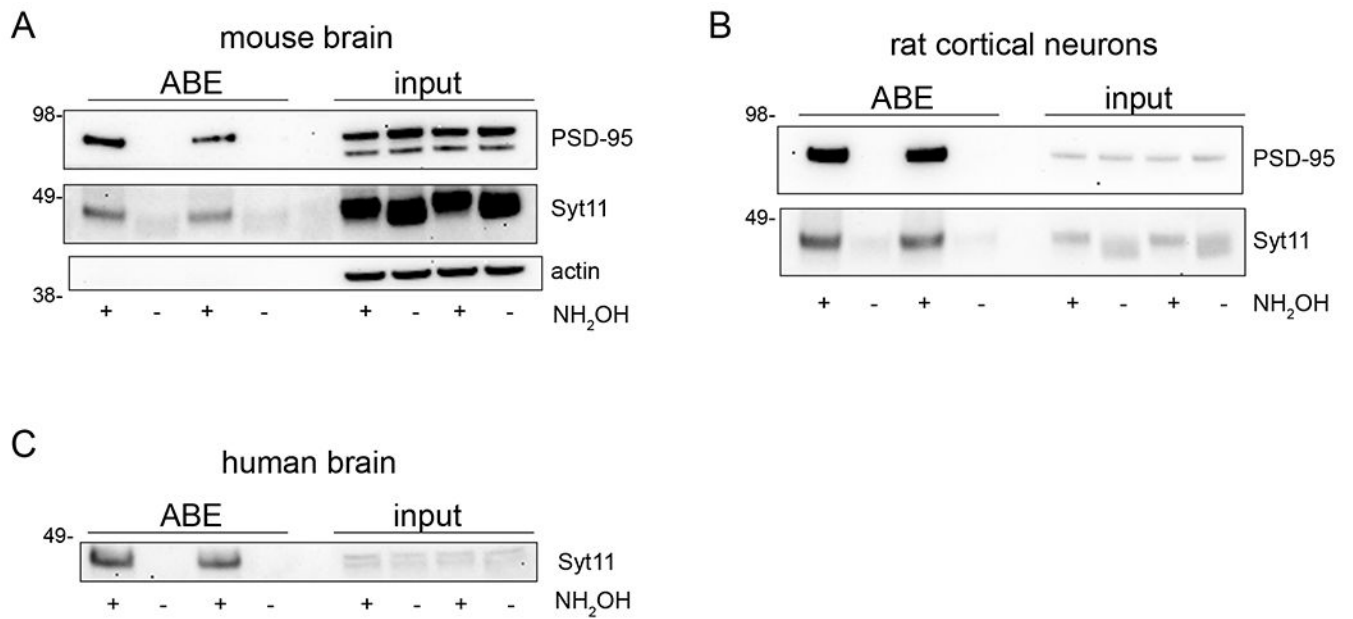 A
mouse brain
ABE input
98-
PSD-95
49-
Syt11
actin
38-
+ - + - + - + - NH₂OH
B
rat cortical neurons
ABE input
98-
PSD-95
49-
Syt11
+ - + - + - + - NH₂OH
C
human brain
ABE input
49-
Syt11
+ - + - + - + - NH₂OH